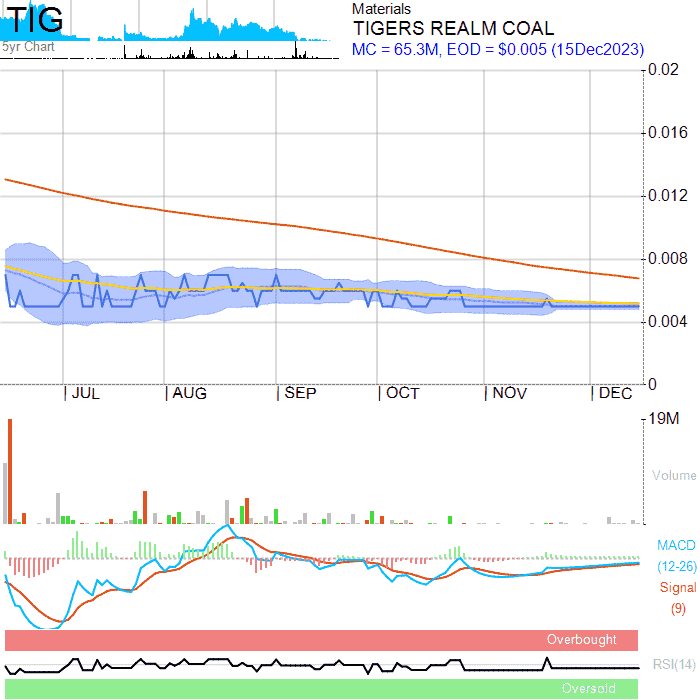 TIG
5yr Chart
Materials
TIGERS REALM COAL
MC = 65.3M, EOD = $0.005 (15Dec2023)
0.02
0.016
0.012
0.008
0.004
0
JUL
AUG
SEP
OCT
NOV
DEC
19M
Volume
MACD
(12-26)
Signal
(9)
Overbought
RSI(14)
Oversold